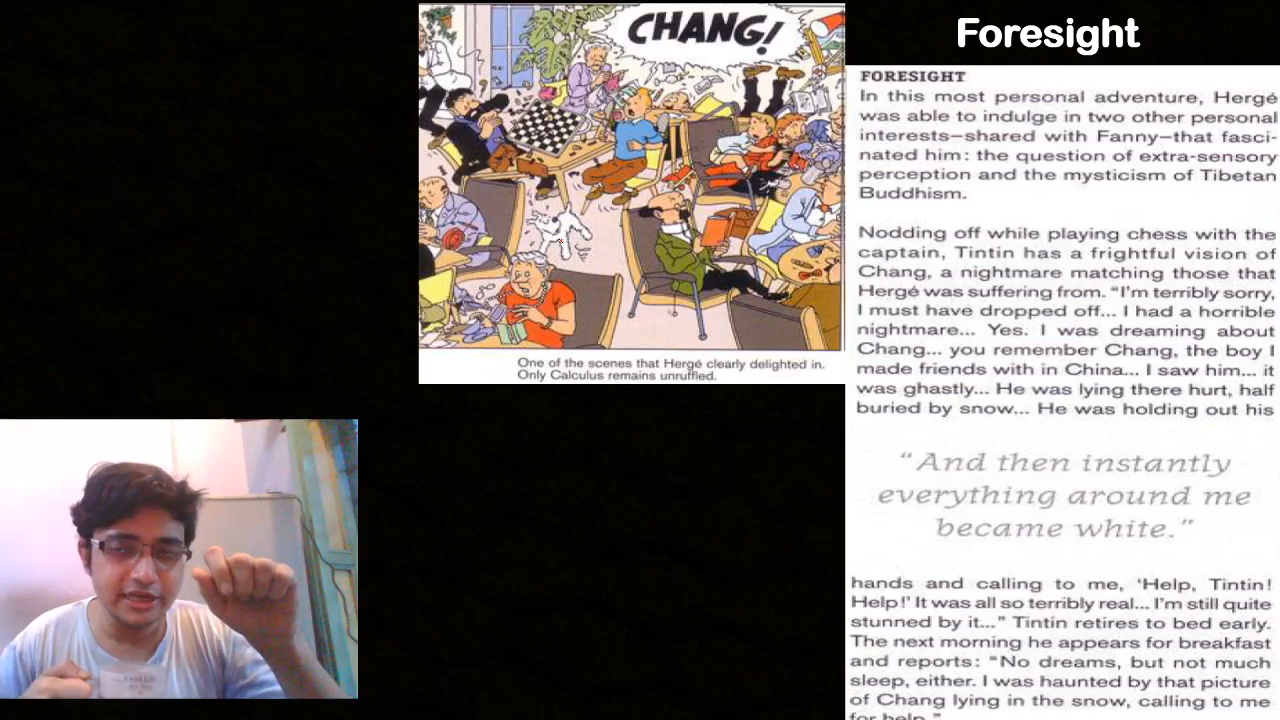 CHANG!
One of the scenes that Hergé clearly delighted in.
Only Calculus remains unruffled.
Foresight
FORESIGHT
In this most personal adventure, Hergé
was able to indulge in two other personal
interests—shared with Fanny—that fasci-
nated him: the question of extra-sensory
perception and the mysticism of Tibetan
Buddhism.
Nodding off while playing chess with the
captain, Tintin has a frightful vision of
Chang, a nightmare matching those that
Hergé was suffering from. “I'm terribly sorry,
I must have dropped off... I had a horrible
nightmare... Yes. I was dreaming about
Chang... you remember Chang, the boy I
made friends with in China... I saw him... it
was ghastly... He was lying there hurt, half
buried by snow... He was holding out his
“And then instantly
everything around me
became white.”
hands and calling to me, ‘Help, Tintin!
Help!’ It was all so terribly real... I'm still quite
stunned by it...” Tintin retires to bed early.
The next morning he appears for breakfast
and reports: “No dreams, but not much
sleep, either. I was haunted by that picture
of Chang lying in the snow, calling to me
for help.”